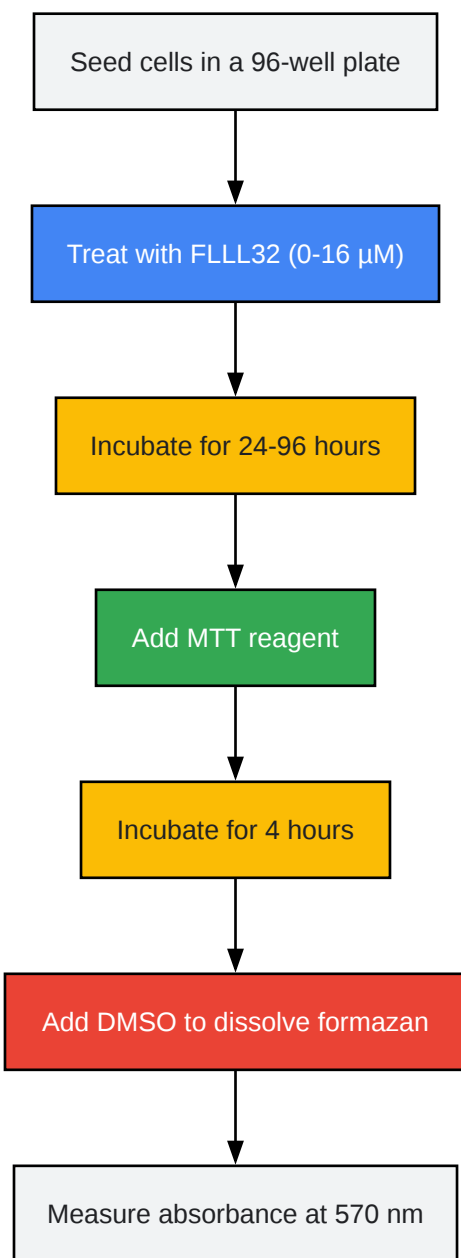 Seed cells in a 96-well plate
Treat with FLLL32 (0-16 µM)
Incubate for 24-96 hours
Add MTT reagent
Incubate for 4 hours
Add DMSO to dissolve formazan
Measure absorbance at 570 nm